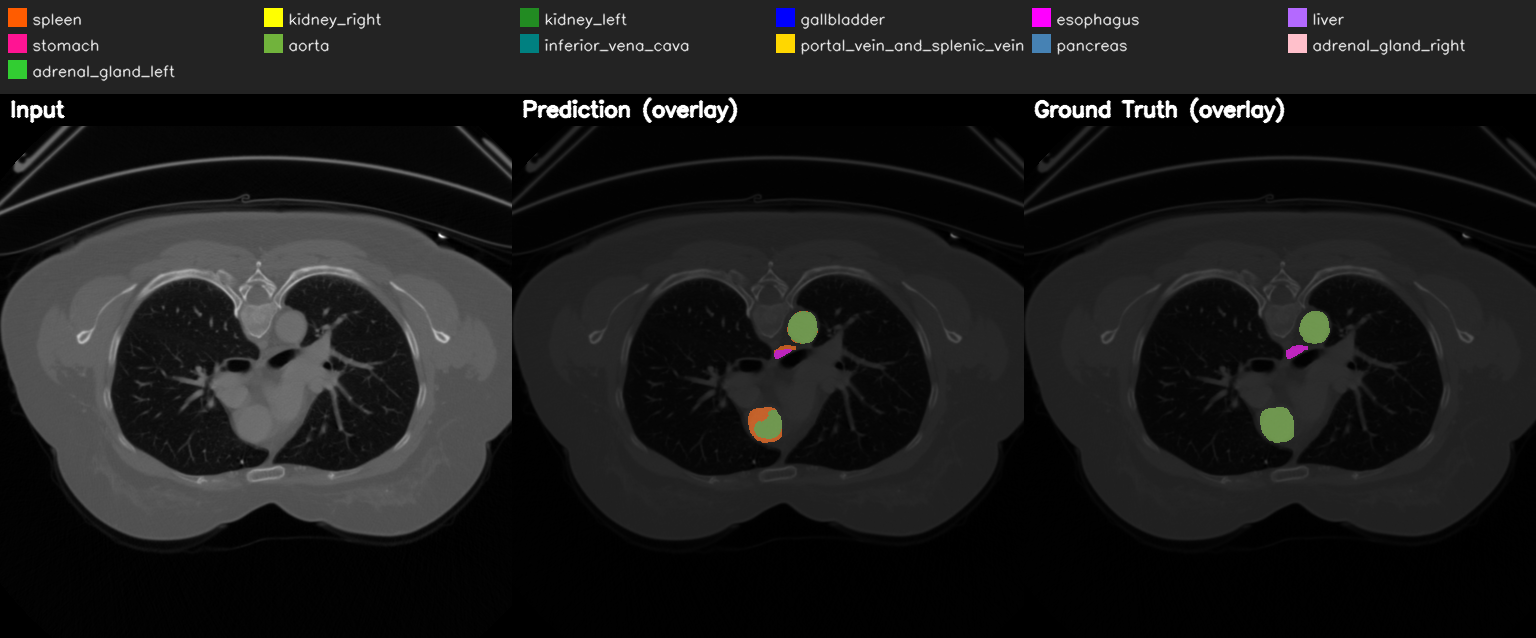 spleen kidney_right kidney_left gallbladder esophagus liver
stomach aorta inferior_vena_cava portal_vein_and_splenic_vein pancreas adrenal_gland_right
adrenal_gland_left
Input Prediction (overlay) Ground Truth (overlay)